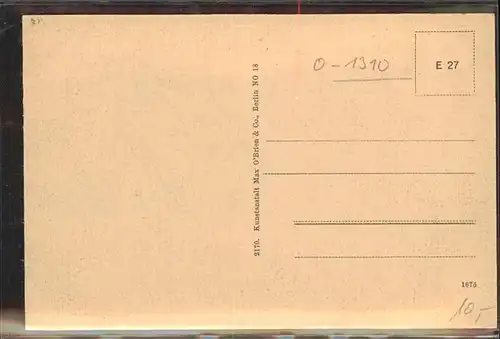 O-1310
E 27
2170. Kunstanstalt Max O'Brien & Co., Berlin NO 18
1675
10,-